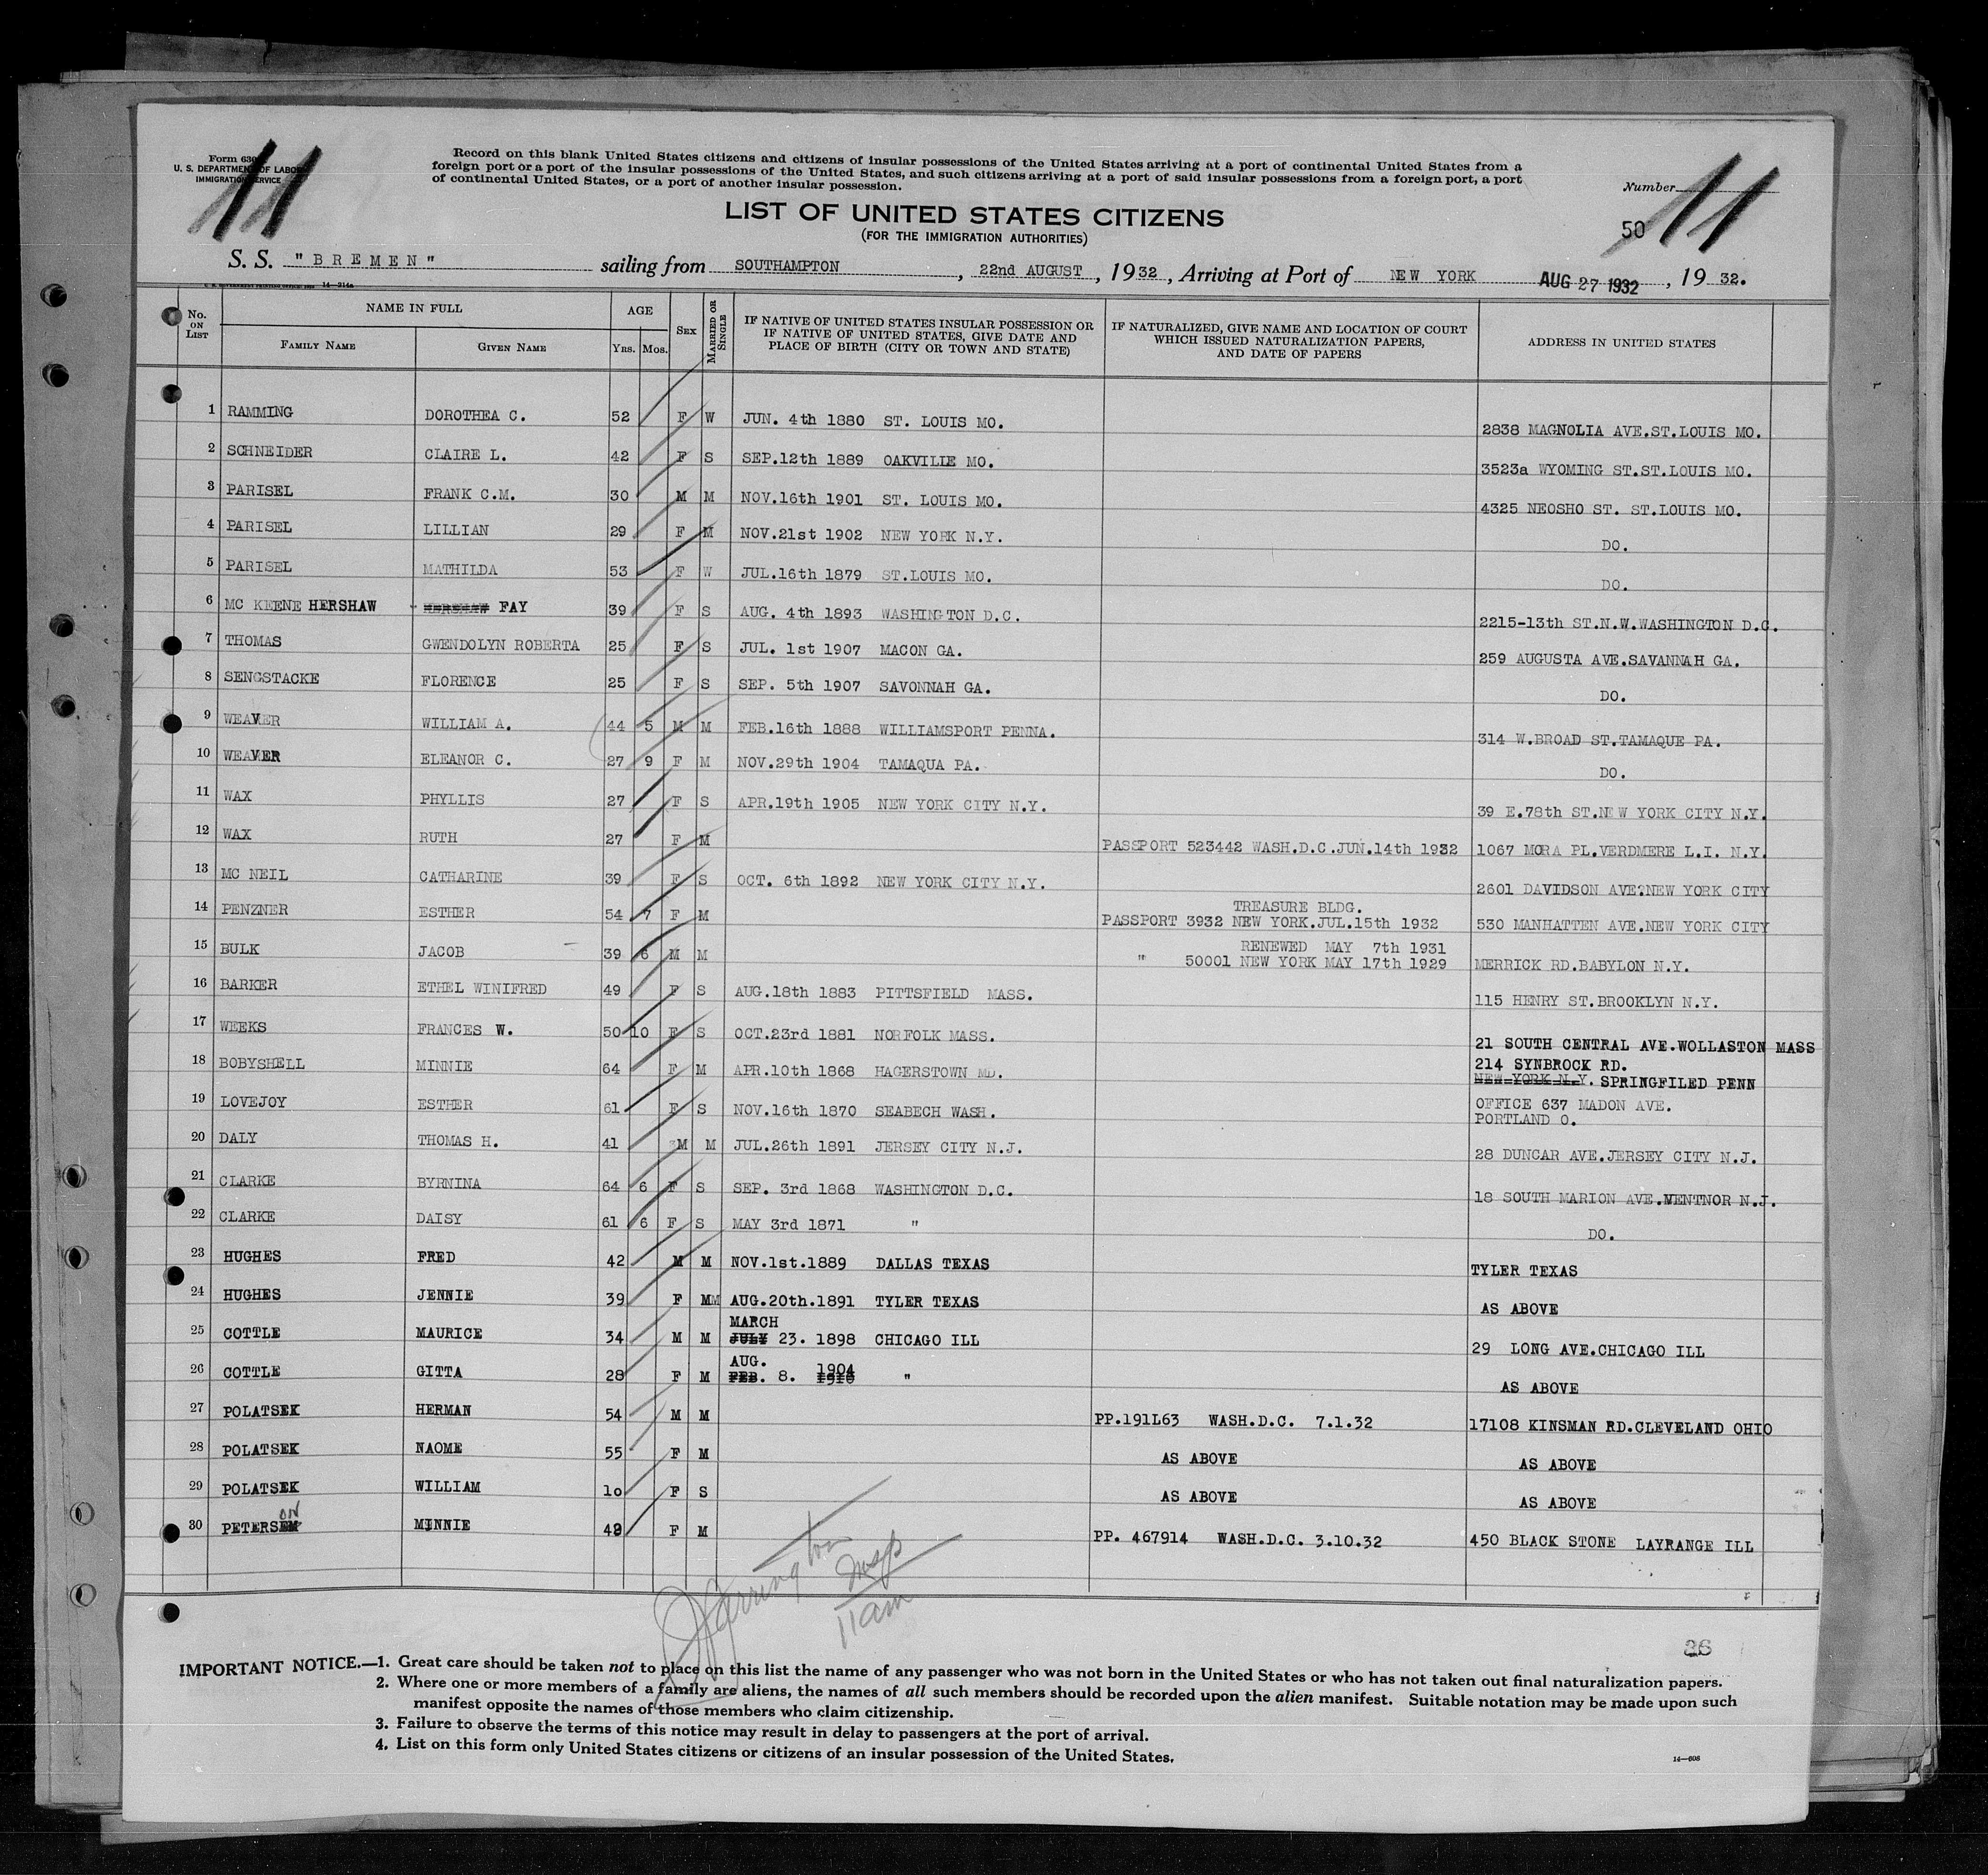 11
Form 630
U. S. DEPARTMENT OF LABOR
IMMIGRATION SERVICE
Record on this blank United States citizens and citizens of insular possessions of the United States arriving at a port of continental United States from a
foreign port or a port of the insular possessions of the United States, and such citizens arriving at a port of said insular possessions from a foreign port, a port
of continental United States, or a port of another insular possession.
Number
50 11
LIST OF UNITED STATES CITIZENS
(FOR THE IMMIGRATION AUTHORITIES)
S. S. "BREMEN" sailing from SOUTHAMPTON, 22nd AUGUST, 1932, Arriving at Port of NEW YORK AUG 27 1932, 19 32.
14—214a
No. ON LIST NAME IN FULL FAMILY NAME GIVEN NAME AGE Yrs. Mos. SEX MARRIED OR SINGLE IF NATIVE OF UNITED STATES INSULAR POSSESSION OR IF NATIVE OF UNITED STATES, GIVE DATE AND PLACE OF BIRTH (CITY OR TOWN AND STATE) IF NATURALIZED, GIVE NAME AND LOCATION OF COURT WHICH ISSUED NATURALIZATION PAPERS, AND DATE OF PAPERS ADDRESS IN UNITED STATES
1 RAMMING DOROTHEA C. 52 F W JUN. 4th 1880 ST. LOUIS MO. 2838 MAGNOLIA AVE.ST.LOUIS MO.
2 SCHNEIDER CLAIRE L. 42 F S SEP.12th 1889 OAKVILIE MO. 3523a WYOMING ST.ST.LOUIS MO.
3 PARISEL FRANK C.M. 30 M M NOV.16th 1901 ST. LOUIS MO. 4325 NEOSHO ST. ST.LOUIS MO.
4 PARISEL LILLIAN 29 F M NOV.21st 1902 NEW YORK N.Y. DO.
5 PARISEL MATHILDA 53 F W JUL.16th 1879 ST.LOUIS MO. DO.
6 MC KEENE HERSHAW HERSHAW FAY 39 F S AUG. 4th 1893 WASHINGTON D.C. 2215-13th ST.N.W.WASHINGTON D.C.
7 THOMAS GWENDOLYN ROBERTA 25 F S JUL. 1st 1907 MACON GA. 259 AUGUSTA AVE.SAVANNAH GA.
8 SENGSTACKE FLORENCE 25 F S SEP. 5th 1907 SAVONNAH GA. DO.
9 WEAVER WILLIAM A. 44 5 M M FEB.16th 1888 WILLIAMSPORT PENNA. 314 W.BROAD ST.TAMAQUE PA.
10 WEAVER ELEANOR C. 27 9 F M NOV.29th 1904 TAMAQUA PA. DO.
11 WAX PHYLLIS 27 F S APR.19th 1905 NEW YORK CITY N.Y. 39 E.78th ST.NEW YORK CITY N.Y.
12 WAX RUTH 27 F M PASSPORT 523442 WASH.D.C.JUN.14th 1932 1067 MORA PL.VERDMERE L.I. N.Y.
13 MC NEIL CATHARINE 39 F S OCT. 6th 1892 NEW YORK CITY N.Y. 2601 DAVIDSON AVE.NEW YORK CITY
TREASURE BLDG.
14 PENZNER ESTHER 54 7 F M PASSPORT 3932 NEW YORK.JUL.15th 1932 530 MANHATTEN AVE.NEW YORK CITY
RENEWED MAY 7th 1931
15 BULK JACOB 39 6 M M " 50001 NEW YORK MAY 17th 1929 MERRICK RD.BABYLON N.Y.
16 BARKER ETHEL WINIFRED 49 F S AUG.18th 1883 PITTSFIELD MASS. 115 HENRY ST.BROOKLYN N.Y.
17 WEEKS FRANCES W. 50 10 F S OCT.23rd 1881 NORFOLK MASS. 21 SOUTH CENTRAL AVE.WOLLASTON MASS
214 SYNBROCK RD.
18 BOBYSHELL MINNIE 64 F M APR.10th 1868 HAGERSTOWN MD. NEW YORK N.Y. SPRINGFILED PENN
19 LOVEJOY ESTHER 61 F S NOV.16th 1870 SEABECH WASH. OFFICE 637 MADON AVE.
PORTLAND O.
20 DALY THOMAS H. 41 M M JUL.26th 1891 JERSEY CITY N.J. 28 DUNCAR AVE.JERSEY CITY N.J.
21 CLARKE BYRNINA 64 6 F S SEP. 3rd 1868 WASHINGTON D.C. 18 SOUTH MARION AVE.VENTNOR N.J.
22 CLARKE DAISY 61 6 F S MAY 3rd 1871 " DO.
23 HUGHES FRED 42 M M NOV.1st.1889 DALLAS TEXAS TYLER TEXAS
24 HUGHES JENNIE 39 F MM AUG.20th.1891 TYLER TEXAS AS ABOVE
MARCH
25 COTTLE MAURICE 34 M M JULY 23. 1898 CHICAGO ILL 29 LONG AVE.CHICAGO ILL
AUG. 1904
26 COTTLE GITTA 28 F M FEB. 8. 1910 " AS ABOVE
27 POLATSEK HERMAN 54 M M PP.191L63 WASH.D.C. 7.1.32 17108 KINSMAN RD.CLEVELAND OHIO
28 POLATSEK NAOME 55 F M AS ABOVE AS ABOVE
29 POLATSEK WILLIAM 10 F S AS ABOVE AS ABOVE
ON
30 PETERSEN MINNIE 49 F M PP. 467914 WASH.D.C. 3.10.32 450 BLACK STONE LAYRANGE ILL
J Harrington
Insp
11am
36
IMPORTANT NOTICE.—1. Great care should be taken not to place on this list the name of any passenger who was not born in the United States or who has not taken out final naturalization papers.
2. Where one or more members of a family are aliens, the names of all such members should be recorded upon the alien manifest. Suitable notation may be made upon such
manifest opposite the names of those members who claim citizenship.
3. Failure to observe the terms of this notice may result in delay to passengers at the port of arrival.
4. List on this form only United States citizens or citizens of an insular possession of the United States.
14—608